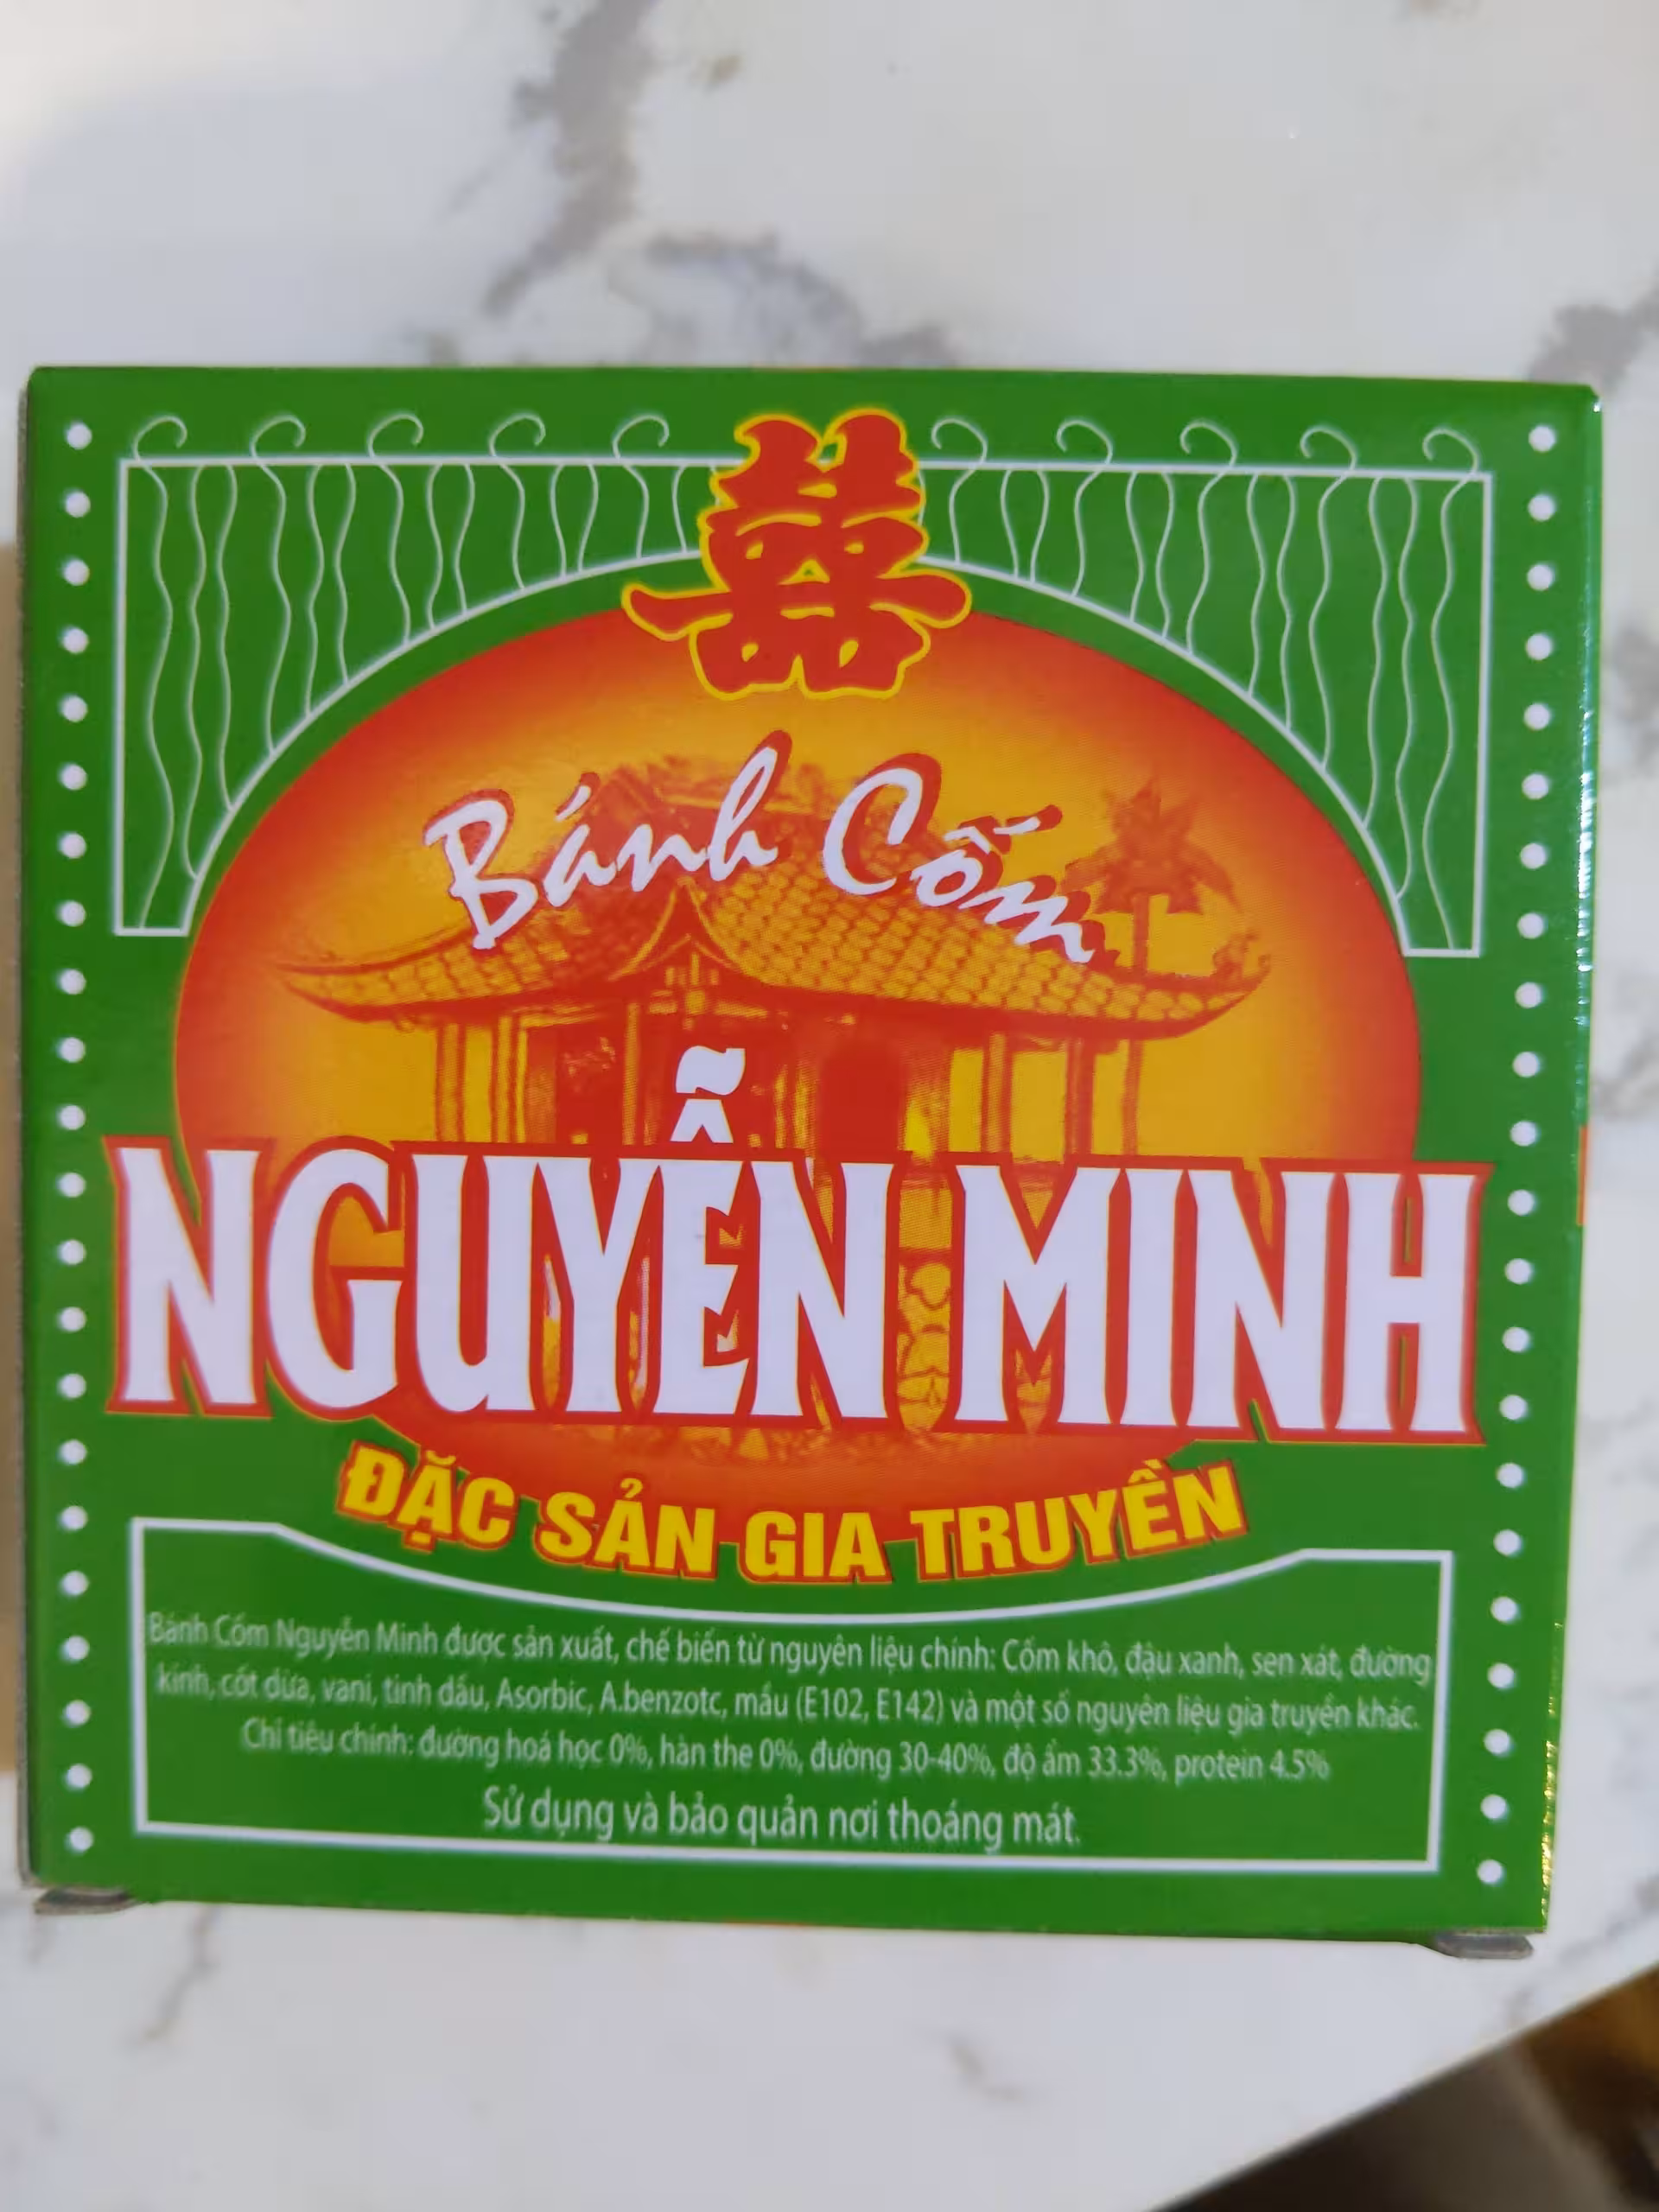 囍
Bánh Cốm
NGUYỄN MINH
ĐẶC SẢN GIA TRUYỀN
Bánh Cốm Nguyễn Minh được sản xuất, chế biến từ nguyên liệu chính: Cốm khô, đậu xanh, sen xát, đường
kính, cốt dừa, vani, tinh dầu, Asorbic, A.benzotc, mầu (E102, E142) và một số nguyên liệu gia truyền khác.
Chỉ tiêu chính: đường hoá học 0%, hàn the 0%, đường 30-40%, độ ẩm 33.3%, protein 4.5%
Sử dụng và bảo quản nơi thoáng mát.